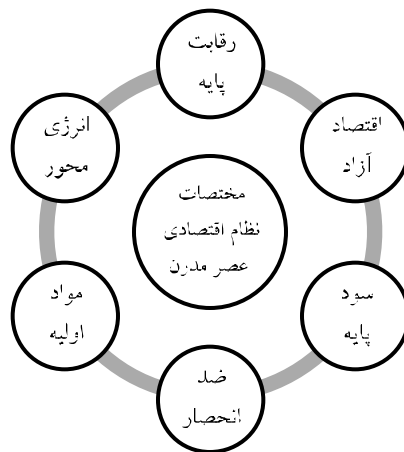 رقابت
پایه
اقتصاد
آزاد
سود
پایه
ضد
انحصار
مواد
اولیه
انرژی
محور
مختصات
نظام اقتصادی
عصر مدرن